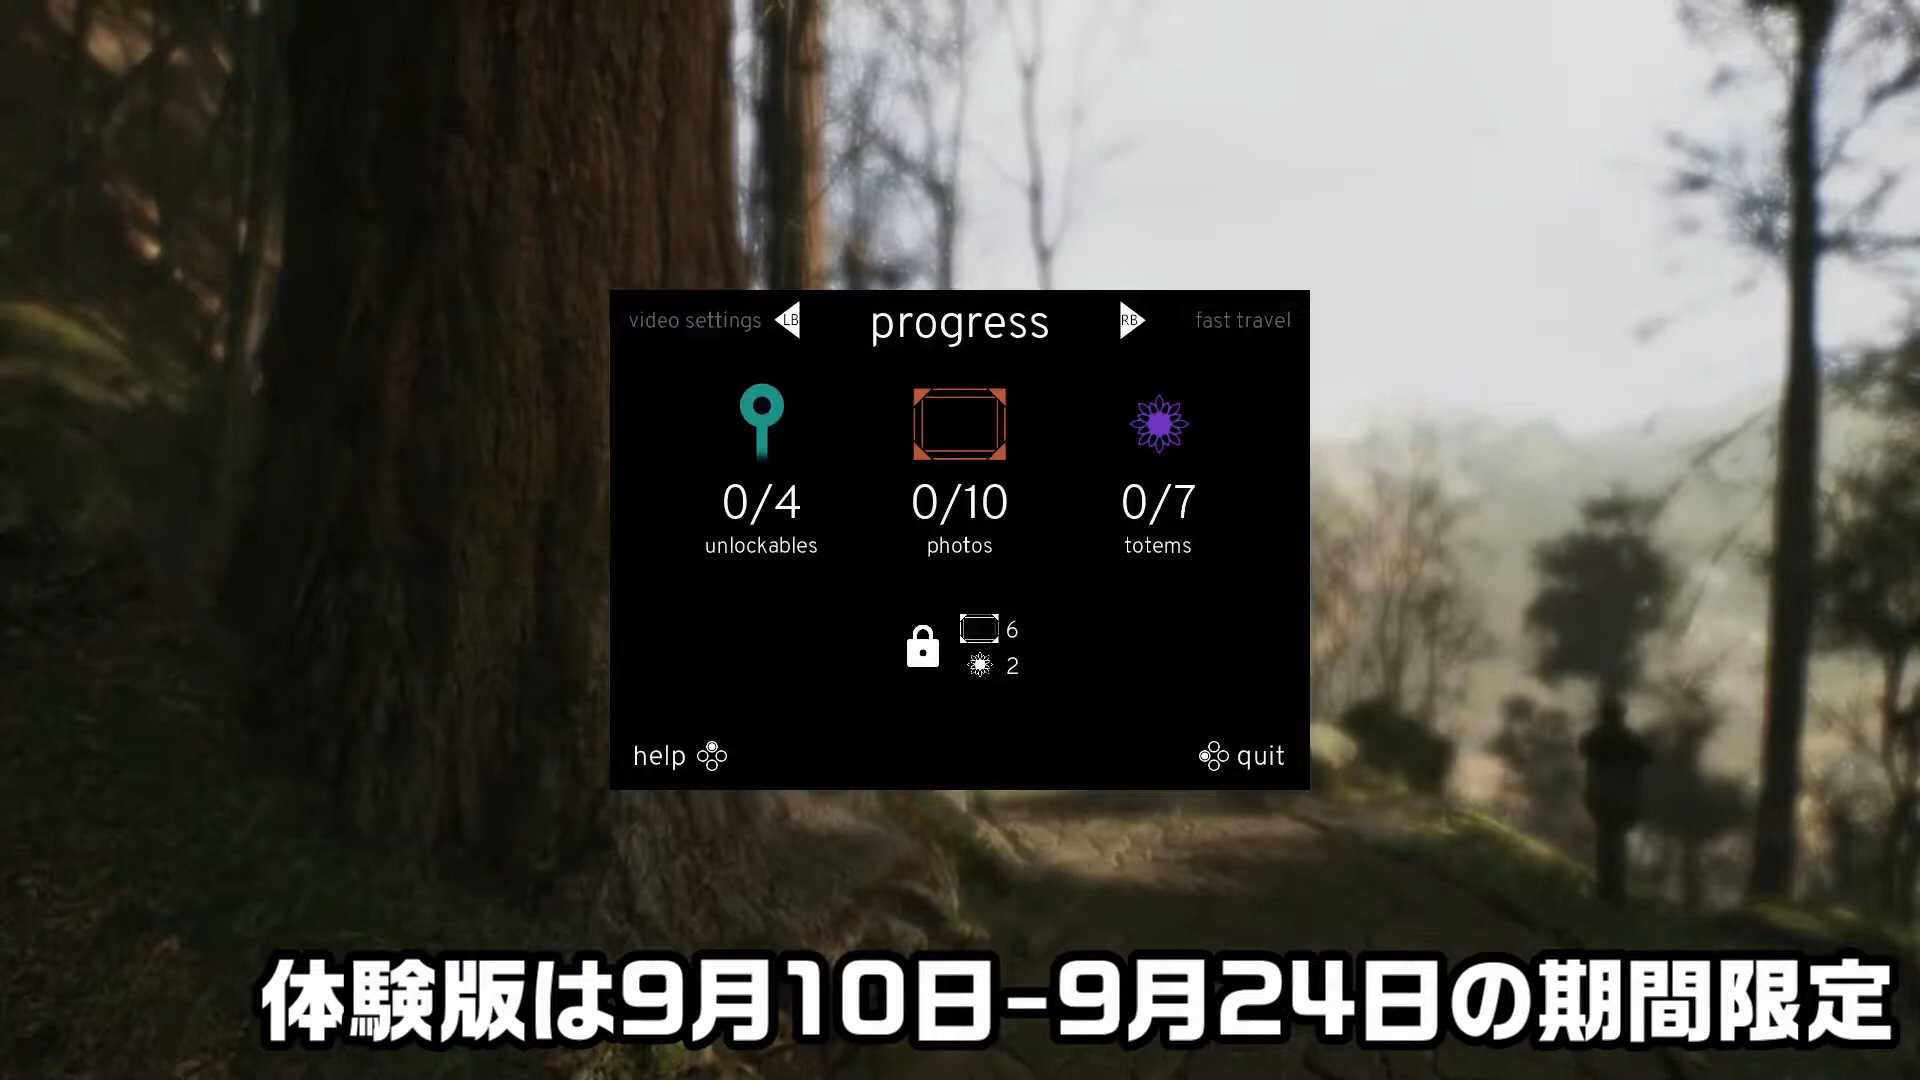 video settings LB progress RB fast travel
0/4 0/10 0/7
unlockables photos totems
6
2
help quit
体験版は9月10日-9月24日の期間限定